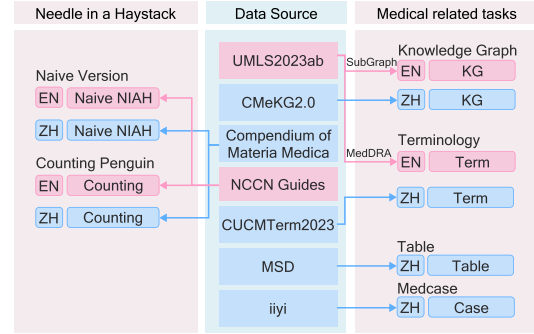 Needle in a Haystack
Data Source
Medical related tasks
Naive Version
EN Naive NIAH
ZH Naive NIAH
Counting Penguin
EN Counting
ZH Counting
UMLS2023ab
CMeKG2.0
Compendium of
Materia Medica
NCCN Guides
CUCMTerm2023
MSD
iiyi
SubGraph
MedDRA
Knowledge Graph
EN KG
ZH KG
Terminology
EN Term
ZH Term
Table
ZH Table
Medcase
ZH Case